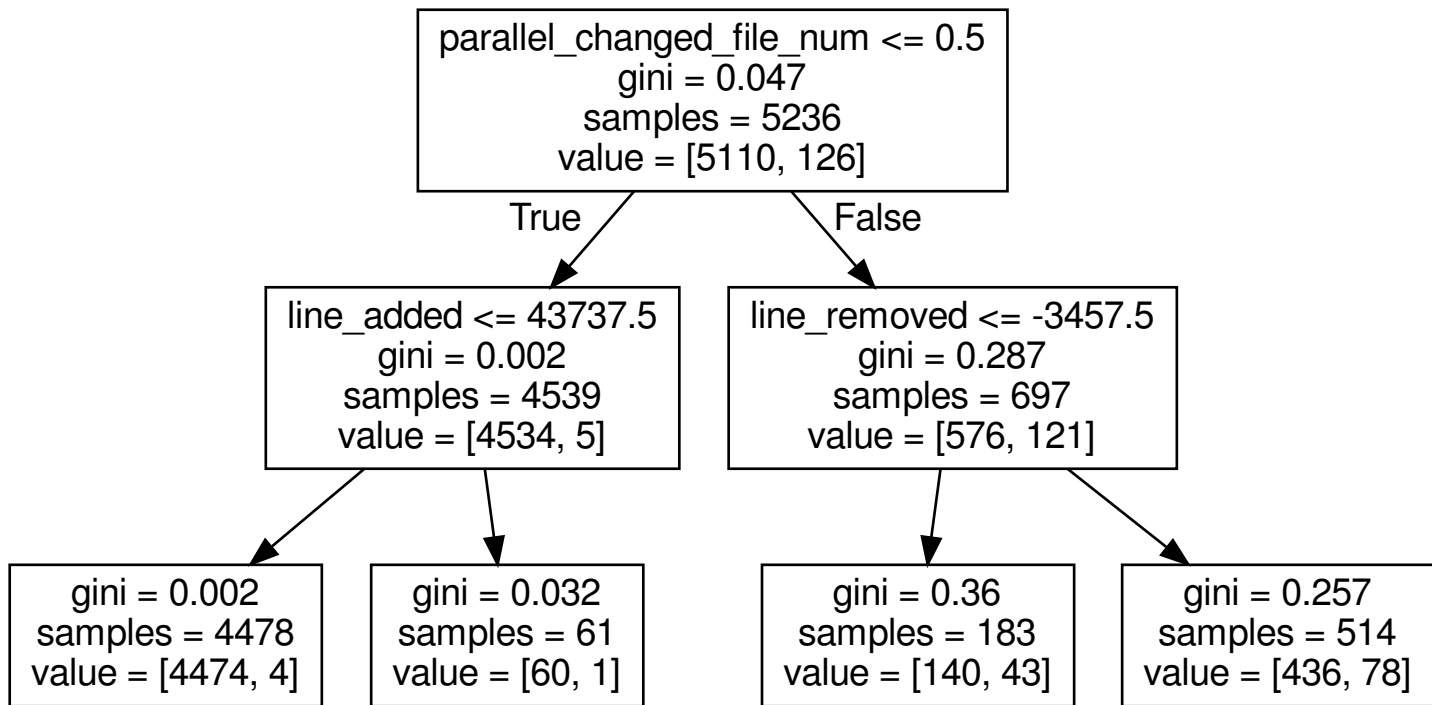 parallel_changed_file_num <= 0.5
gini = 0.047
samples = 5236
value = [5110, 126]
True
False
line_added <= 43737.5
gini = 0.002
samples = 4539
value = [4534, 5]
line_removed <= -3457.5
gini = 0.287
samples = 697
value = [576, 121]
gini = 0.002
samples = 4478
value = [4474, 4]
gini = 0.032
samples = 61
value = [60, 1]
gini = 0.36
samples = 183
value = [140, 43]
gini = 0.257
samples = 514
value = [436, 78]